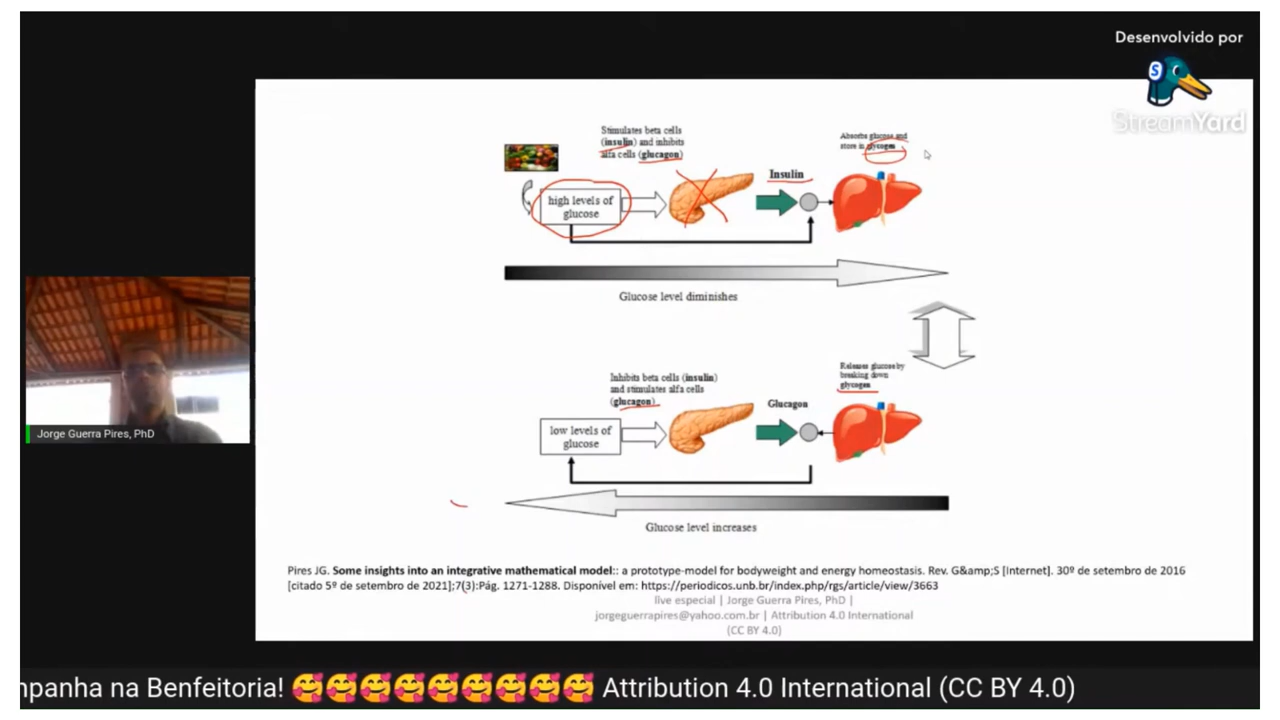 Desenvolvido por
S
StreamYard
Stimulates beta cells
(insulin) and inhibits
alfa cells (glucagon)
Absorbs glucose and
store in glycogen
high levels of
glucose
Insulin
Glucose level diminishes
Inhibits beta cells (insulin)
and stimulates alfa cells
(glucagon)
Releases glucose by
breaking down
glycogen
low levels of
glucose
Glucagon
Glucose level increases
Jorge Guerra Pires, PhD
Pires JG. Some insights into an integrative mathematical model:: a prototype-model for bodyweight and energy homeostasis. Rev. G&amp;S [Internet]. 30º de setembro de 2016
[citado 5º de setembro de 2021];7(3):Pág. 1271-1288. Disponível em: https://periodicos.unb.br/index.php/rgs/article/view/3663
live especial | Jorge Guerra Pires, PhD |
jorgeguerrapires@yahoo.com.br | Attribution 4.0 International
(CC BY 4.0)
npanha na Benfeitoria! 🥰🥰🥰🥰🥰🥰🥰🥰🥰 Attribution 4.0 International (CC BY 4.0)